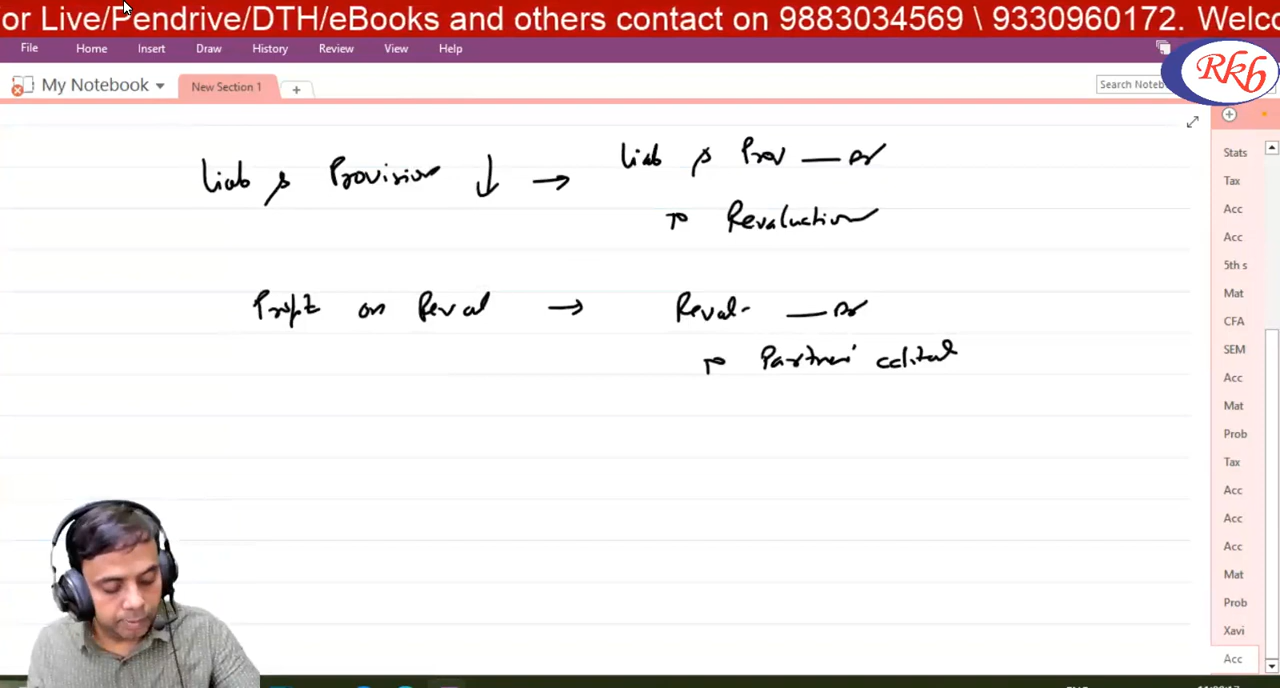 or Live/Pendrive/DTH/eBooks and others contact on 9883034569 \ 9330960172. Welco
File Home Insert Draw History Review View Help
Rkb
My Notebook New Section 1 + Search Noteb
Stats
Tax
Acc
Acc
5th s
Mat
CFA
SEM
Acc
Mat
Prob
Tax
Acc
Acc
Acc
Mat
Prob
Xavi
Acc
Liab & Provision ↓ → Liab & Prov — Dr
To Revaluction
Profit on Reval → Reval- — Dr
To Partners'